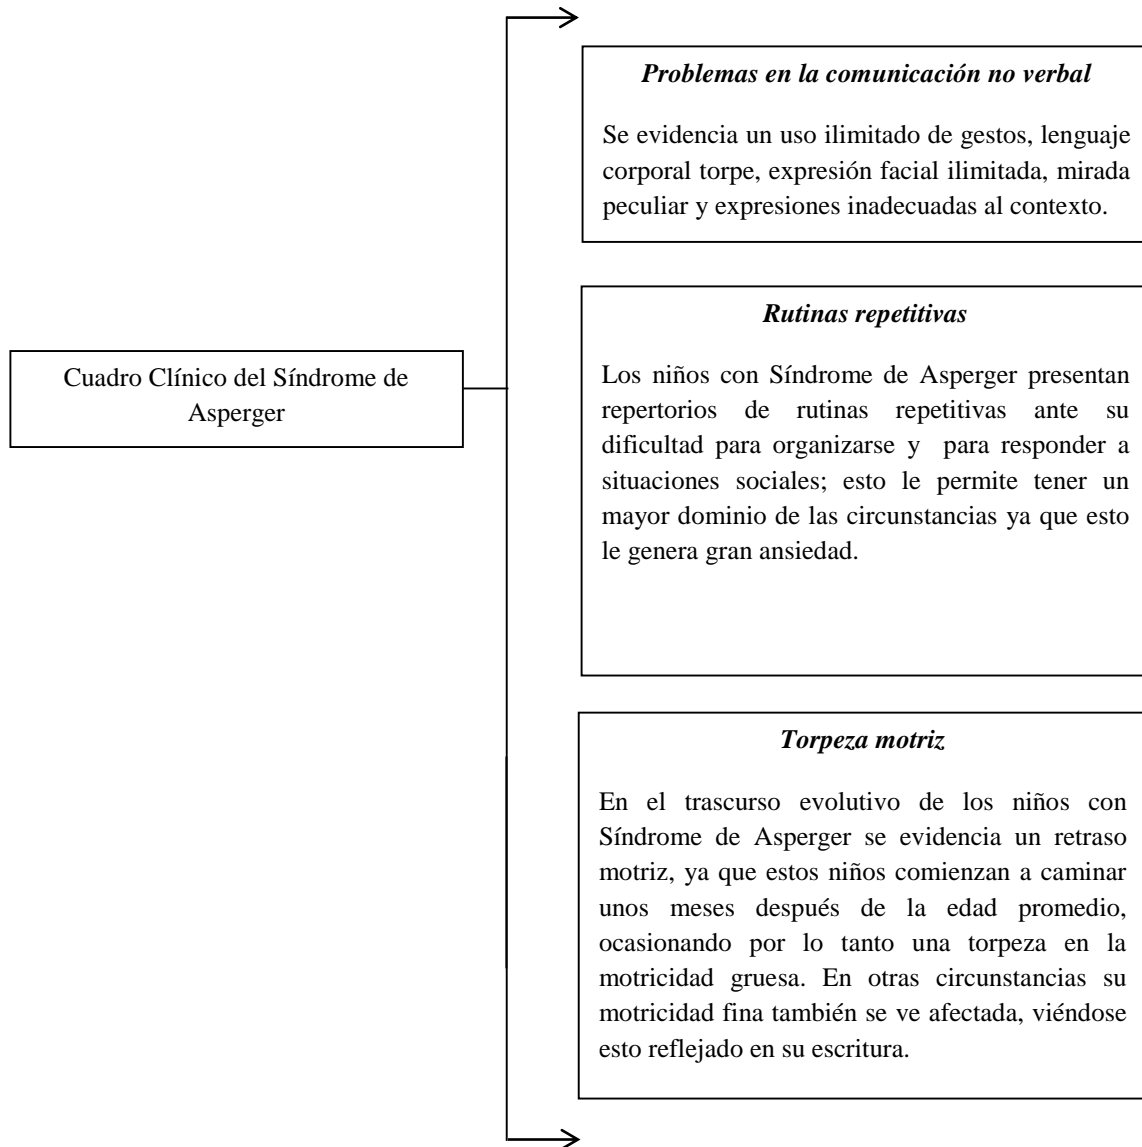 Problemas en la comunicación no verbal
Se evidencia un uso ilimitado de gestos, lenguaje
corporal torpe, expresión facial ilimitada, mirada
peculiar y expresiones inadecuadas al contexto.
Rutinas repetitivas
Los niños con Síndrome de Asperger presentan
repertorios de rutinas repetitivas ante su
dificultad para organizarse y para responder a
situaciones sociales; esto le permite tener un
mayor dominio de las circunstancias ya que esto
le genera gran ansiedad.
Cuadro Clínico del Síndrome de
Asperger
Torpeza motriz
En el trascurso evolutivo de los niños con
Síndrome de Asperger se evidencia un retraso
motriz, ya que estos niños comienzan a caminar
unos meses después de la edad promedio,
ocasionando por lo tanto una torpeza en la
motricidad gruesa. En otras circunstancias su
motricidad fina también se ve afectada, viéndose
esto reflejado en su escritura.